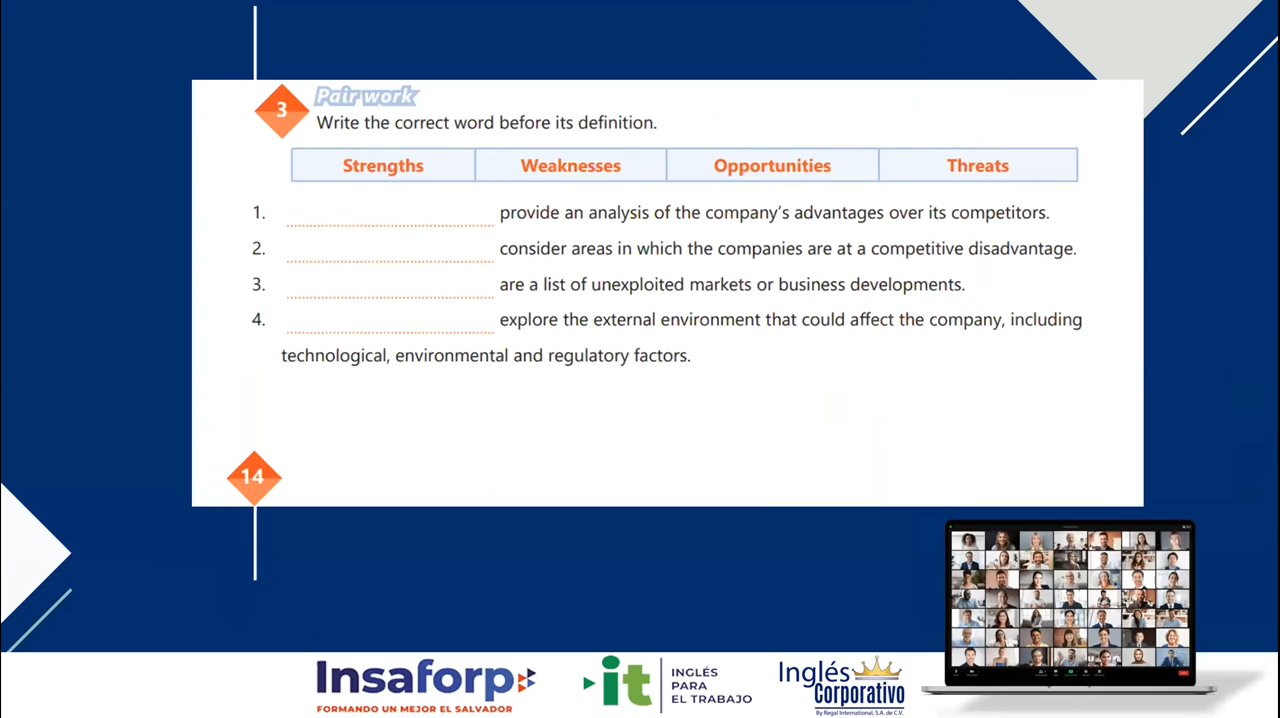 3
Pair work
Write the correct word before its definition.
Strengths Weaknesses Opportunities Threats
1. ........................ provide an analysis of the company's advantages over its competitors.
2. ........................ consider areas in which the companies are at a competitive disadvantage.
3. ........................ are a list of unexploited markets or business developments.
4. ........................ explore the external environment that could affect the company, including
technological, environmental and regulatory factors.
14
Insaforp
FORMANDO UN MEJOR EL SALVADOR
it
INGLÉS
PARA
EL TRABAJO
Inglés
Corporativo
By Regal International, S.A. de C.V.